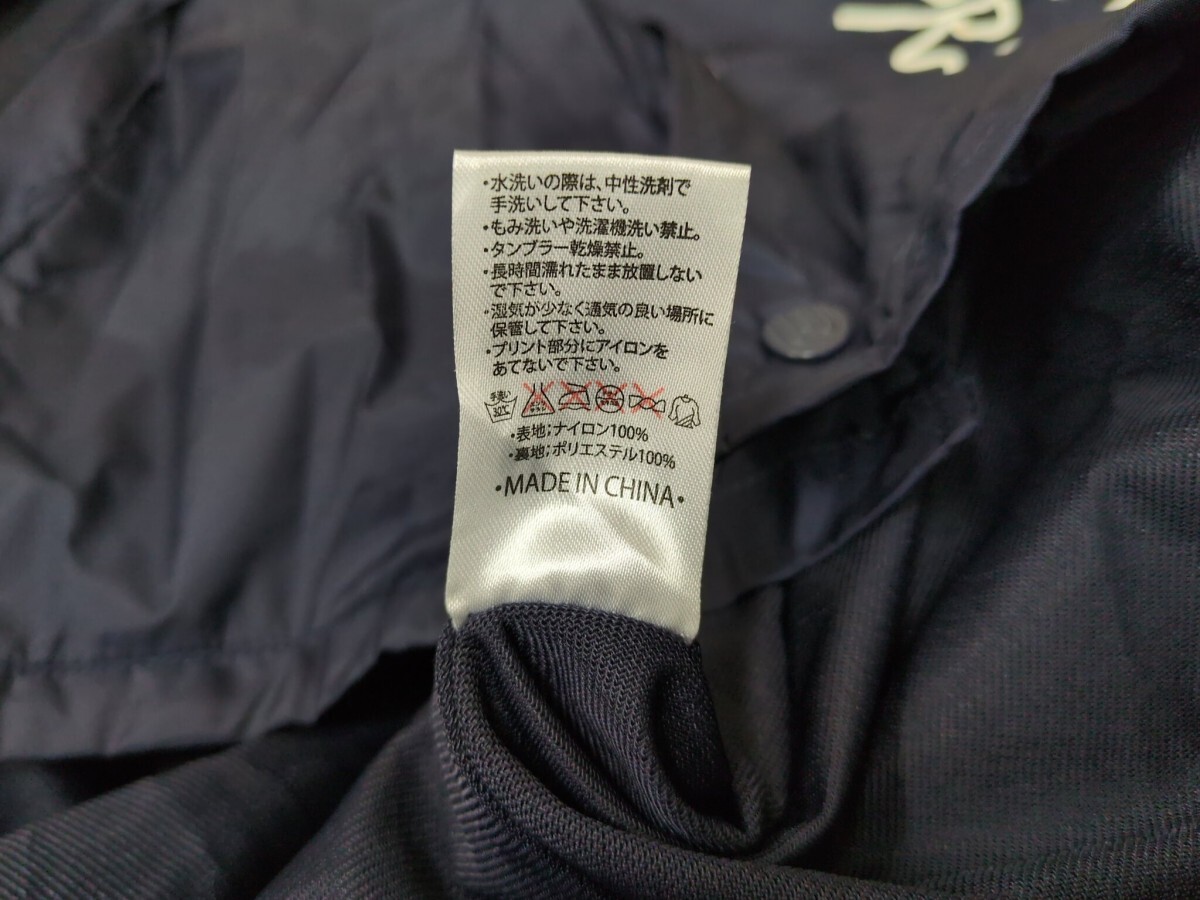 ・水洗いの際は、中性洗剤で
手洗いして下さい。
・もみ洗いや洗濯機洗い禁止。
・タンブラー乾燥禁止。
・長時間濡れたまま放置しない
で下さい。
・湿気が少なく通気の良い場所に
保管して下さい。
・プリント部分にアイロンを
あてないで下さい。
手洗い
30℃
・表地;ナイロン100%
・裏地;ポリエステル100%
・MADE IN CHINA・